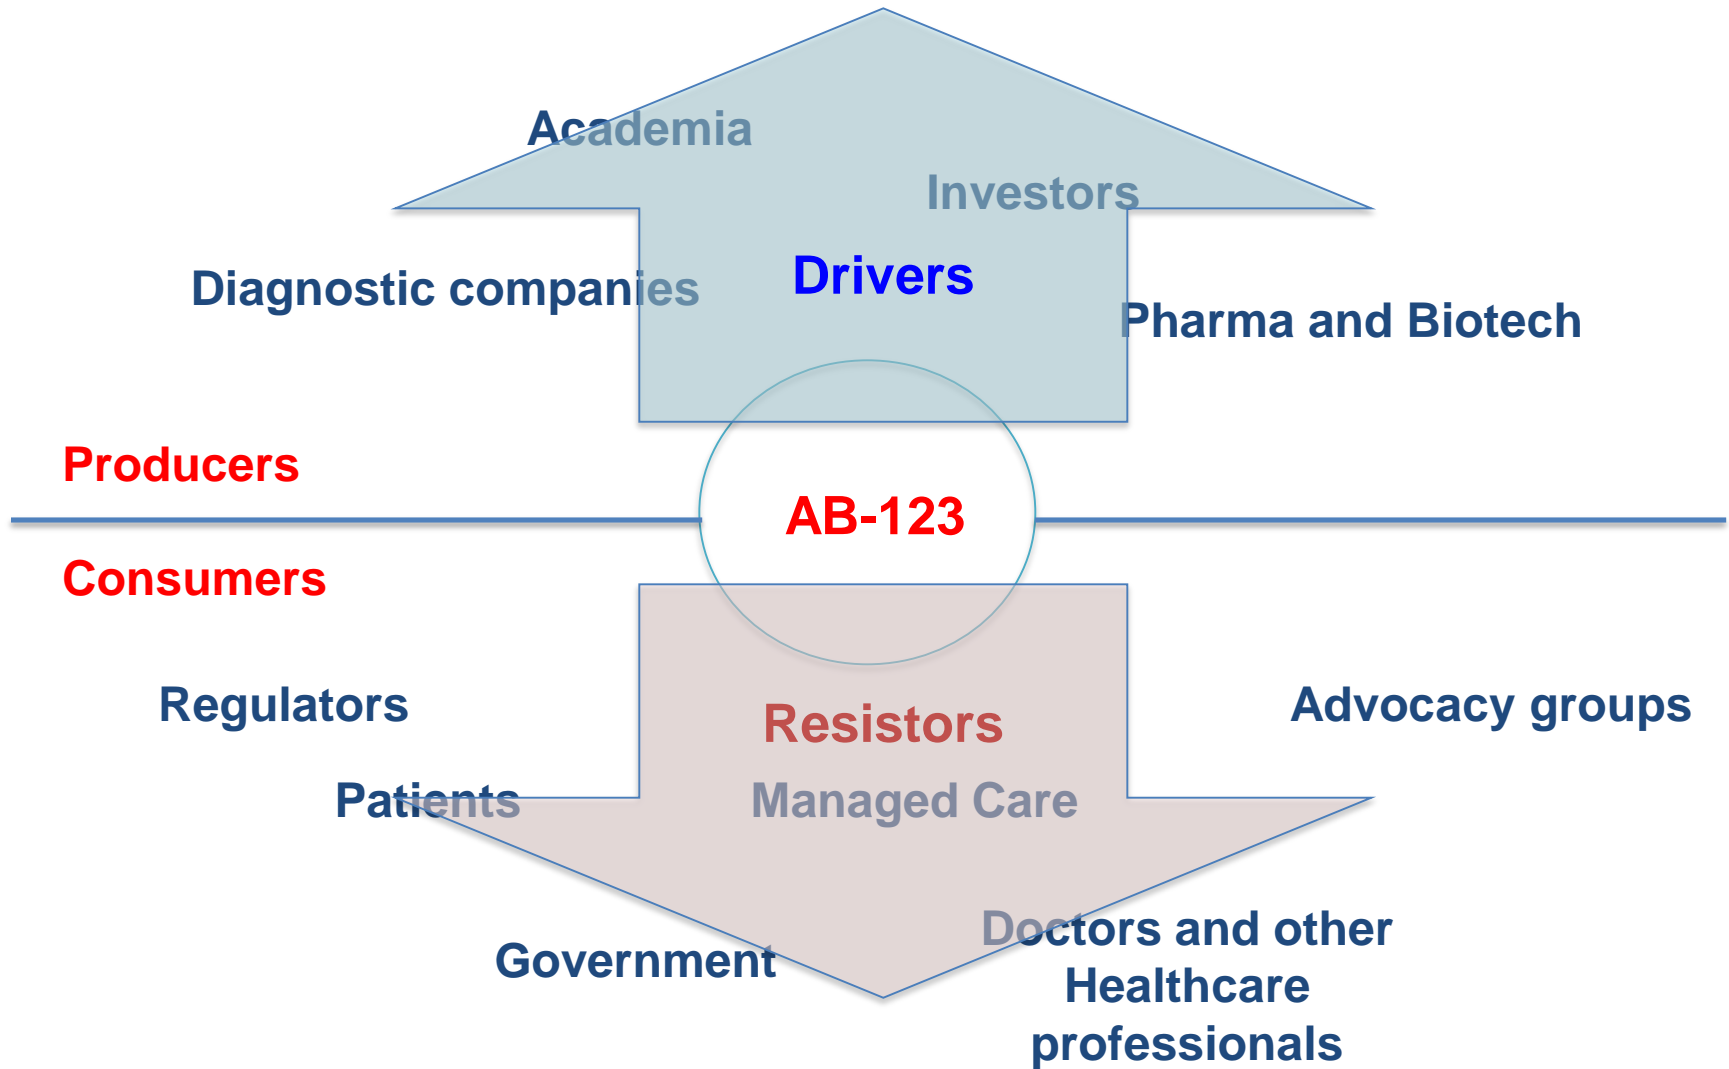 Academia
Investors
Diagnostic companies
Drivers
Pharma and Biotech
Producers
AB-123
Consumers
Regulators
Resistors
Advocacy groups
Patients
Managed Care
Government
Doctors and other
Healthcare
professionals